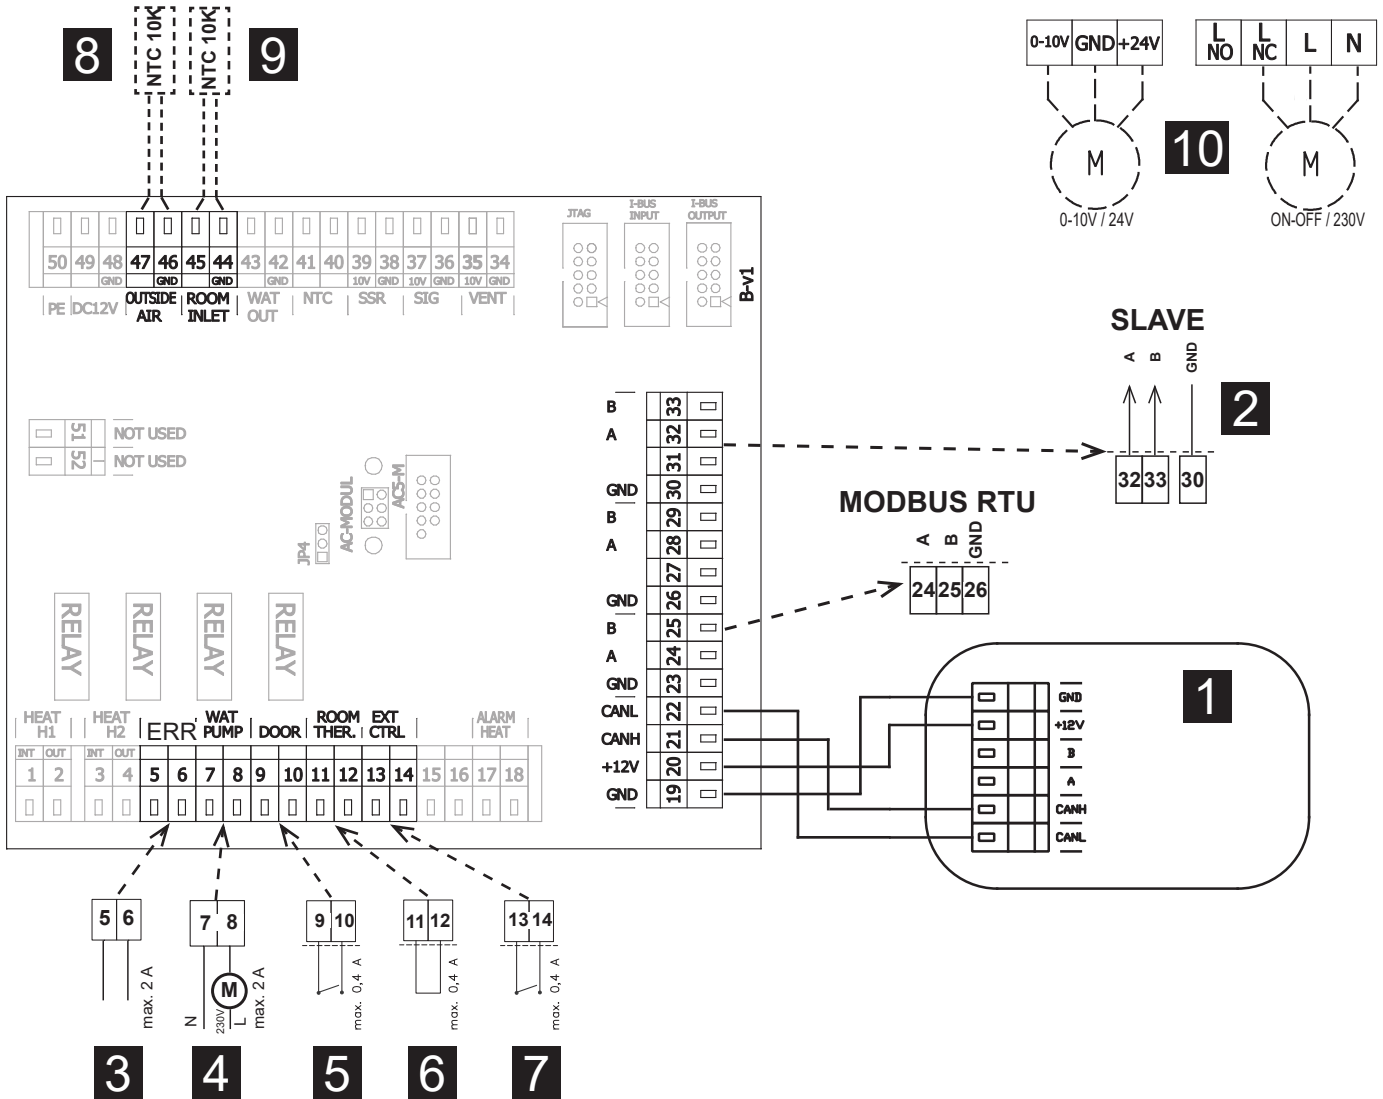 8
NTC 10K
NTC 10K
9
0-10V GND +24V
L NO
L NC
L
N
M
10
M
0-10V / 24V
ON-OFF / 230V
50 49 48 47 46 45 44 43 42 41 40 39 38 37 36 35 34
GND GND GND GND 10V GND 10V GND 10V GND
PE DC12V OUTSIDE AIR ROOM INLET WAT OUT NTC SSR SIG VENT
JTAG
I-BUS INPUT
I-BUS OUTPUT
B-v1
SLAVE
A B GND
2
32 33 30
51 NOT USED
52 NOT USED
JP4
AC-MODUL
AC5-M
B 33
A 32
31
GND 30
B 29
A 28
27
GND 26
B 25
A 24
GND 23
CANL 22
CANH 21
+12V 20
GND 19
MODBUS RTU
A B GND
24 25 26
1
GND
+12V
B
A
CANH
CANL
RELAY
RELAY
RELAY
RELAY
HEAT H1
HEAT H2
ERR
WAT PUMP
DOOR
ROOM THER.
EXT CTRL
ALARM HEAT
INT OUT INT OUT
1 2 3 4 5 6 7 8 9 10 11 12 13 14 15 16 17 18
5 6
max. 2 A
3
7 8
M
N 230V L
max. 2 A
4
9 10
max. 0,4 A
5
11 12
max. 0,4 A
6
13 14
max. 0,4 A
7